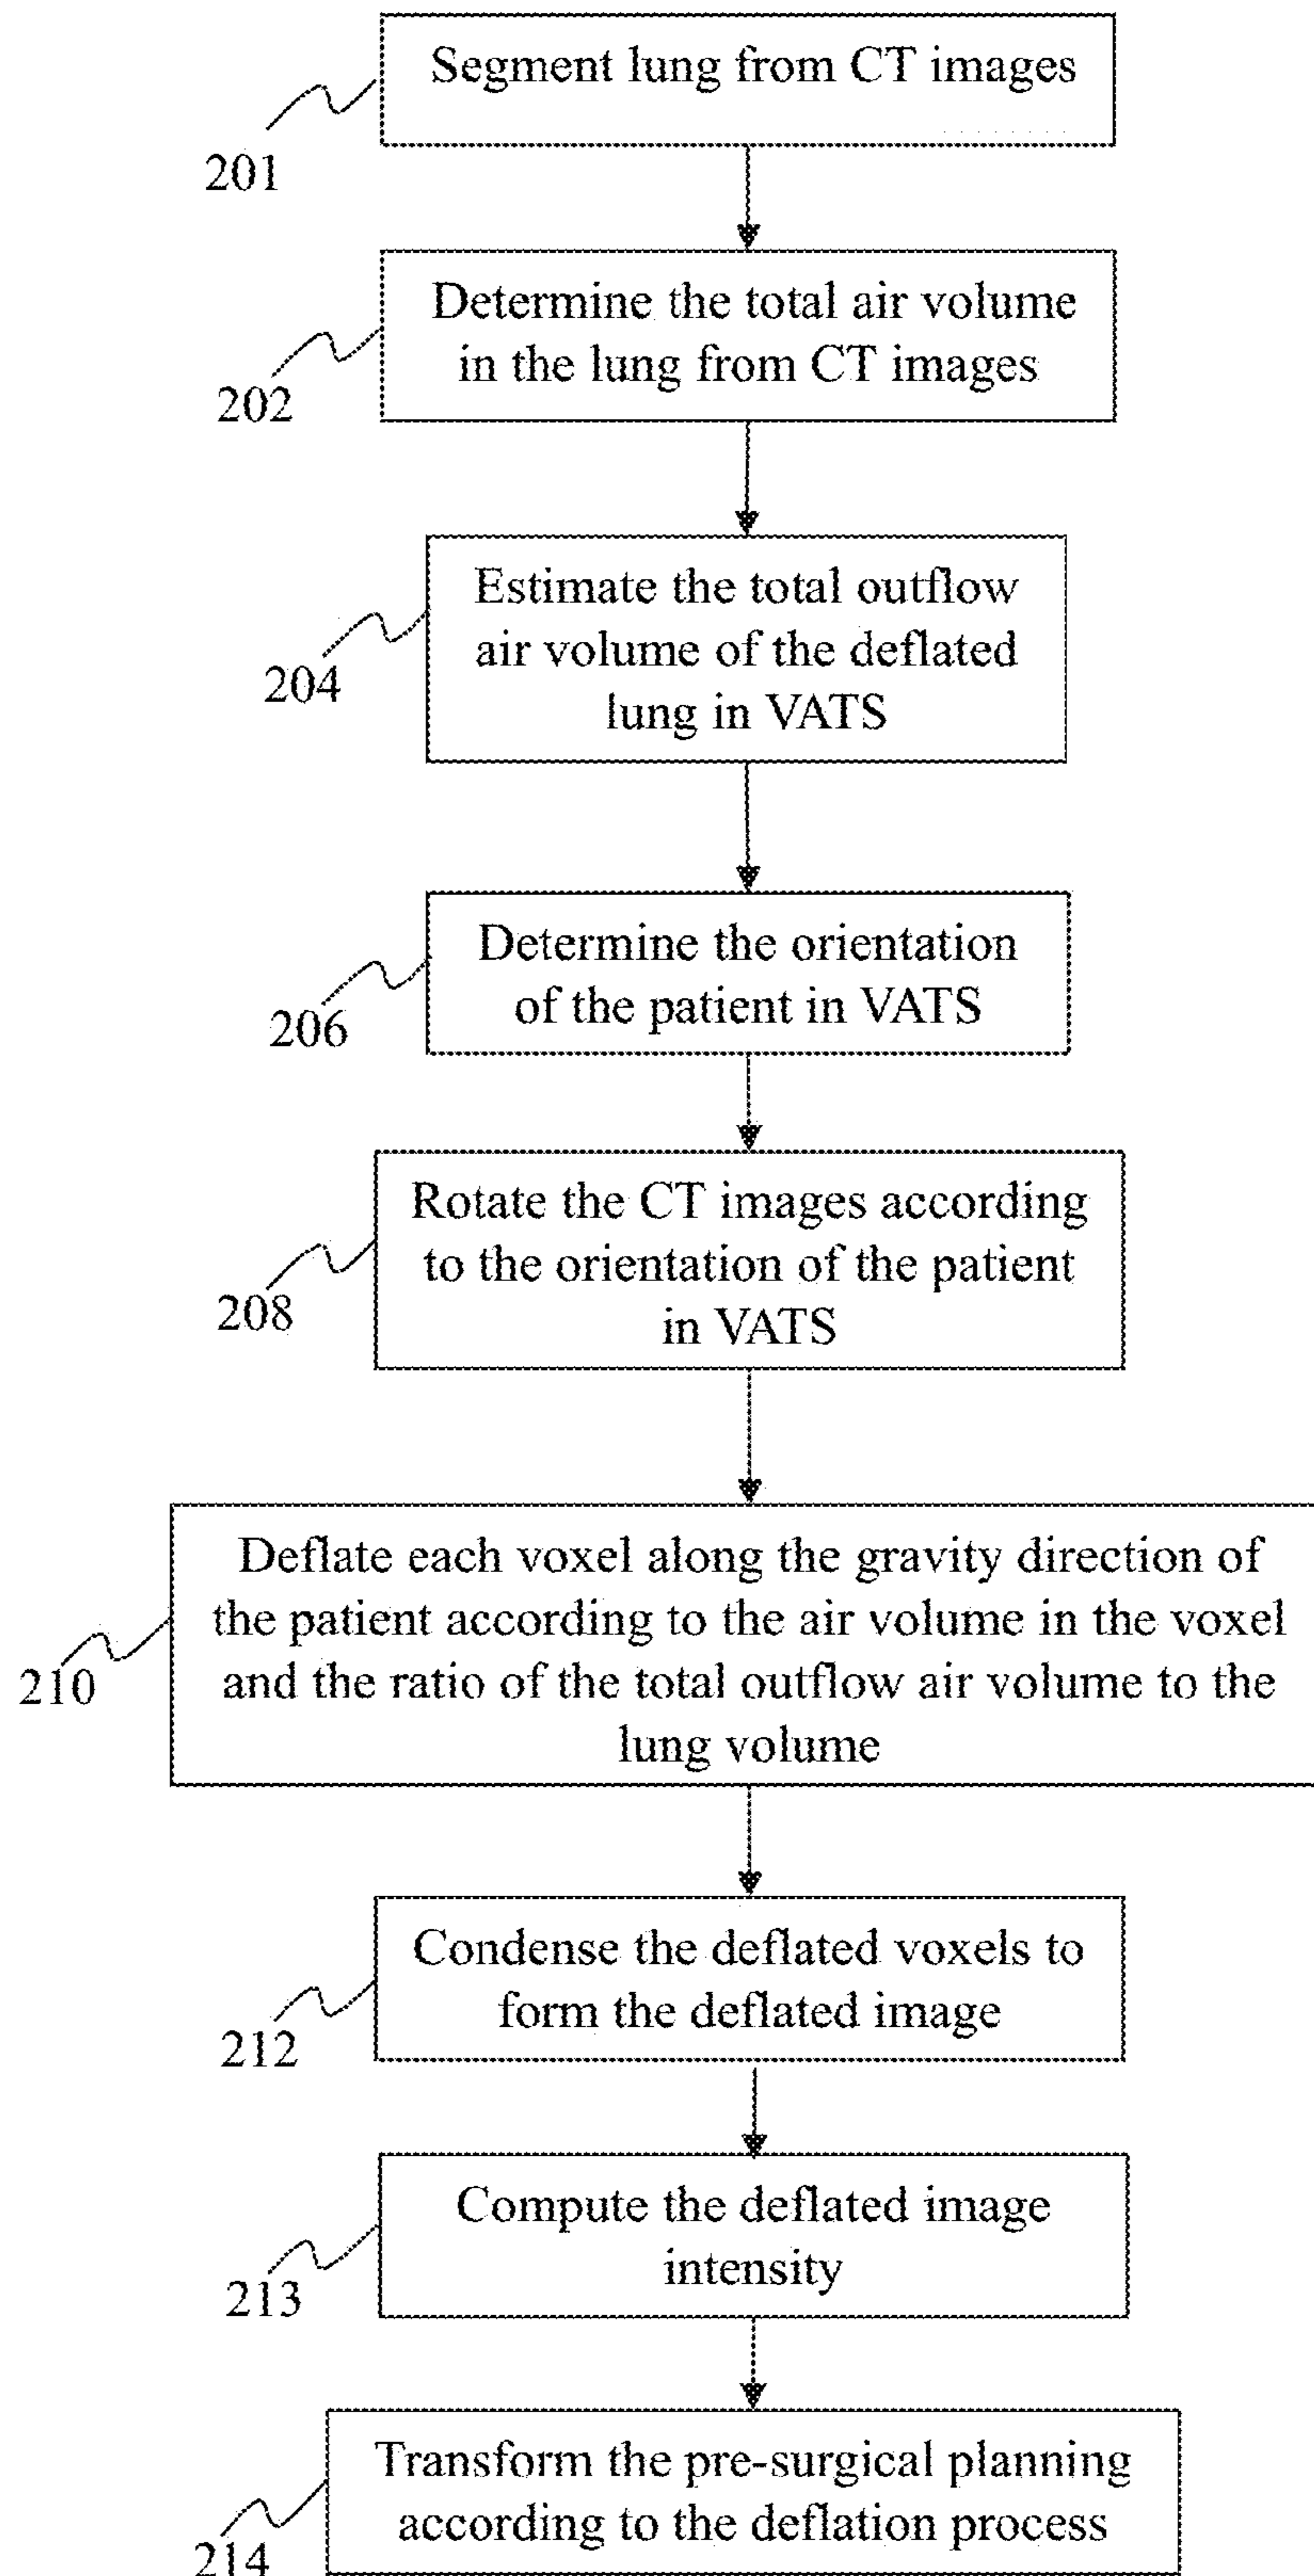 Segment lung from CT images
201
Determine the total air volume
in the lung from CT images
202
Estimate the total outflow
air volume of the deflated
lung in VATS
204
Determine the orientation
of the patient in VATS
206
Rotate the CT images according
to the orientation of the patient
in VATS
208
Deflate each voxel along the gravity direction of
the patient according to the air volume in the voxel
and the ratio of the total outflow air volume to the
lung volume
210
Condense the deflated voxels to
form the deflated image
212
Compute the deflated image
intensity
213
Transform the pre-surgical planning
according to the deflation process
214